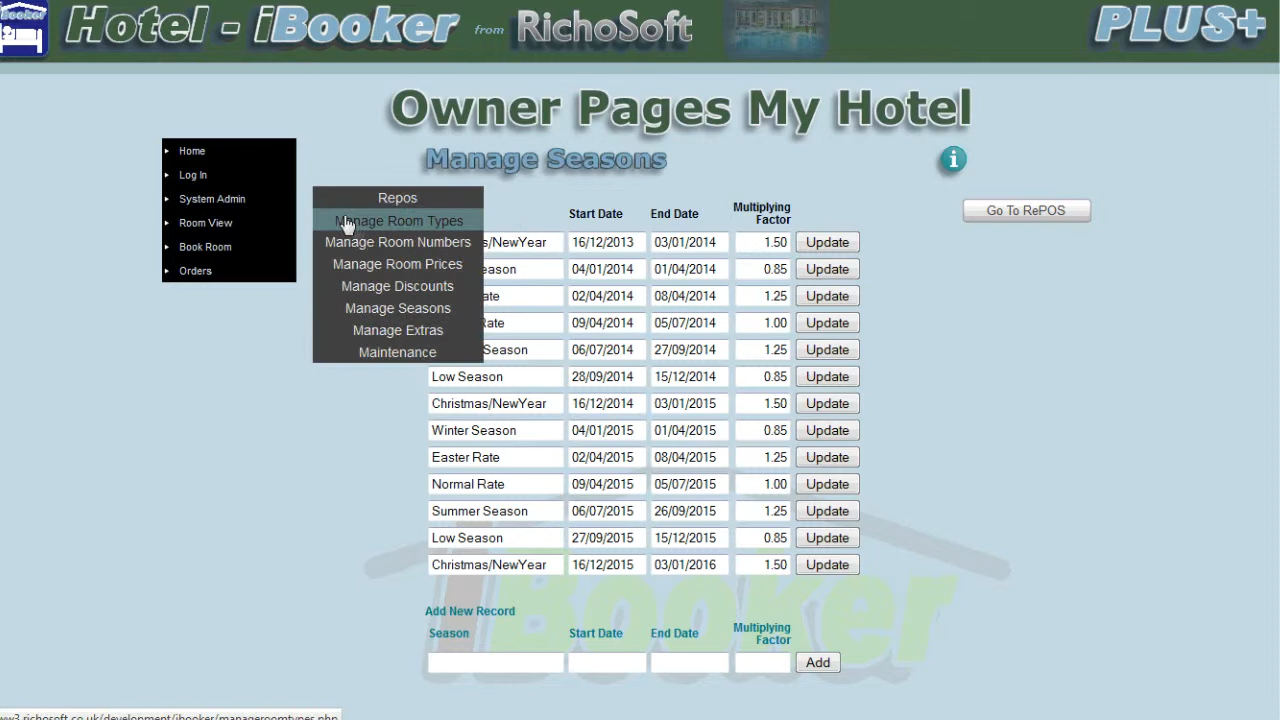 iBooker
Hotel - iBooker from RichoSoft
PLUS+
Owner Pages My Hotel
Manage Seasons
i
Home
Log In
System Admin
Room View
Book Room
Orders
Repos
Manage Room Types
Manage Room Numbers
Manage Room Prices
Manage Discounts
Manage Seasons
Manage Extras
Maintenance
Go To RePOS
Start Date End Date Multiplying
Factor
s/NewYear 16/12/2013 03/01/2014 1.50 Update
eason 04/01/2014 01/04/2014 0.85 Update
ate 02/04/2014 08/04/2014 1.25 Update
Rate 09/04/2014 05/07/2014 1.00 Update
Season 06/07/2014 27/09/2014 1.25 Update
Low Season 28/09/2014 15/12/2014 0.85 Update
Christmas/NewYear 16/12/2014 03/01/2015 1.50 Update
Winter Season 04/01/2015 01/04/2015 0.85 Update
Easter Rate 02/04/2015 08/04/2015 1.25 Update
Normal Rate 09/04/2015 05/07/2015 1.00 Update
Summer Season 06/07/2015 26/09/2015 1.25 Update
Low Season 27/09/2015 15/12/2015 0.85 Update
Christmas/NewYear 16/12/2015 03/01/2016 1.50 Update
iBooker
Add New Record
Season Start Date End Date Multiplying
Factor
Add
ww3.richosoft.co.uk/development/ibooker/manageroomtypes.php